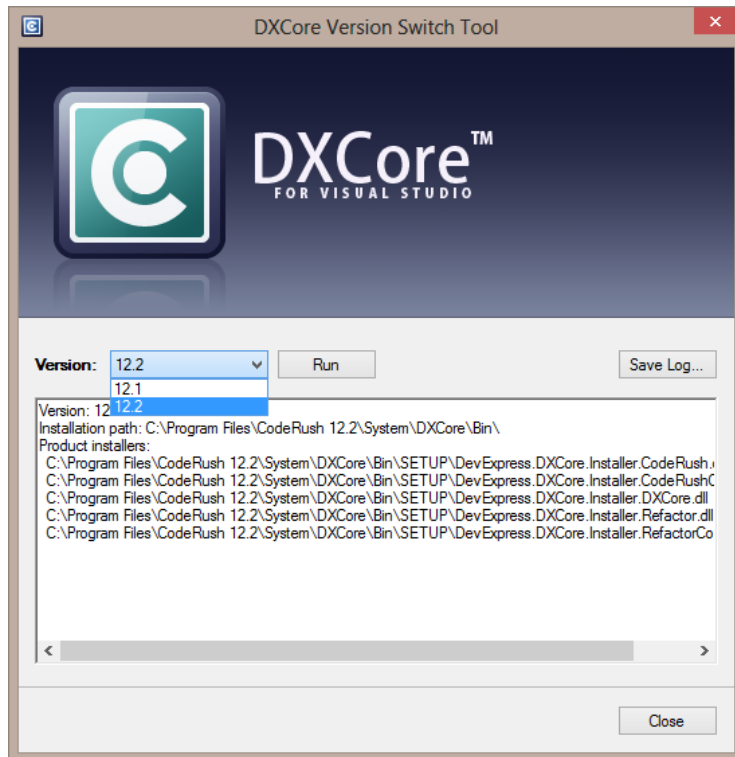 DXCore Version Switch Tool
DXCore™
FOR VISUAL STUDIO
Version: 12.2 Run Save Log...
12.1
12.2
Version: 12
Installation path: C:\Program Files\CodeRush 12.2\System\DXCore\Bin\
Product installers:
C:\Program Files\CodeRush 12.2\System\DXCore\Bin\SETUP\DevExpress.DXCore.Installer.CodeRush.
C:\Program Files\CodeRush 12.2\System\DXCore\Bin\SETUP\DevExpress.DXCore.Installer.CodeRush
C:\Program Files\CodeRush 12.2\System\DXCore\Bin\SETUP\DevExpress.DXCore.Installer.DXCore.dll
C:\Program Files\CodeRush 12.2\System\DXCore\Bin\SETUP\DevExpress.DXCore.Installer.Refactor.dll
C:\Program Files\CodeRush 12.2\System\DXCore\Bin\SETUP\DevExpress.DXCore.Installer.RefactorCo
Close